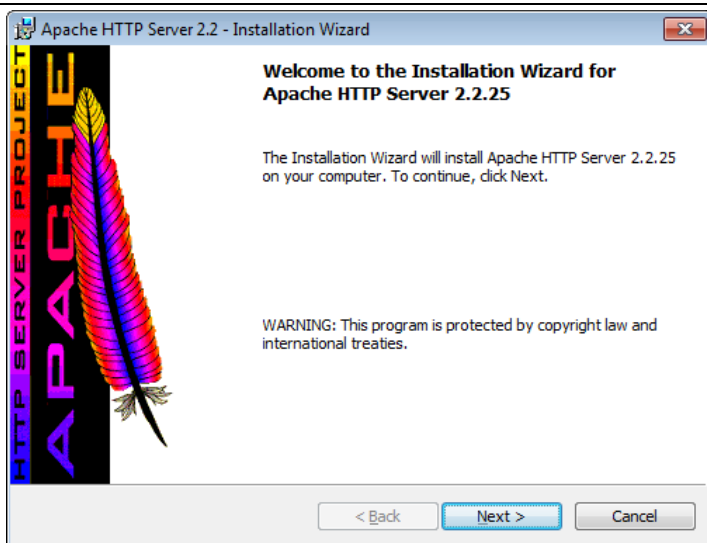 Apache HTTP Server 2.2 - Installation Wizard
HTTP SERVER PROJECT
APACHE
Welcome to the Installation Wizard for
Apache HTTP Server 2.2.25
The Installation Wizard will install Apache HTTP Server 2.2.25
on your computer. To continue, click Next.
WARNING: This program is protected by copyright law and
international treaties.
< Back
Next >
Cancel